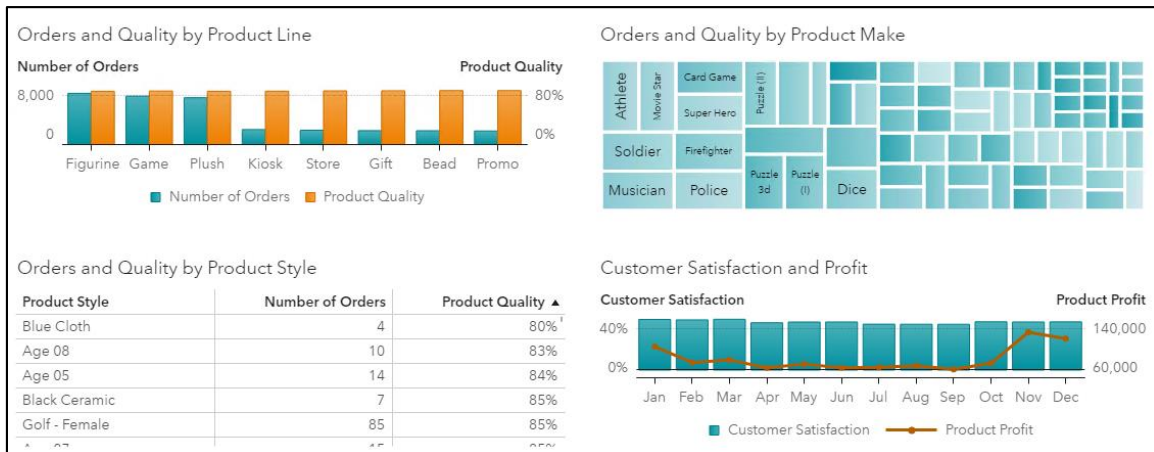 Orders and Quality by Product Line
Number of Orders Product Quality
8,000 80%
0 0%
Figurine Game Plush Kiosk Store Gift Bead Promo
Number of Orders Product Quality
Orders and Quality by Product Make
Athlete
Movie Star
Card Game
Super Hero
Puzzle (II)
Soldier
Firefighter
Musician
Police
Puzzle
3d
Puzzle
(I)
Dice
Orders and Quality by Product Style
Product Style Number of Orders Product Quality ▲
Blue Cloth 4 80%
Age 08 10 83%
Age 05 14 84%
Black Ceramic 7 85%
Golf - Female 85 85%
Customer Satisfaction and Profit
Customer Satisfaction Product Profit
40% 140,000
0% 60,000
Jan Feb Mar Apr May Jun Jul Aug Sep Oct Nov Dec
Customer Satisfaction Product Profit